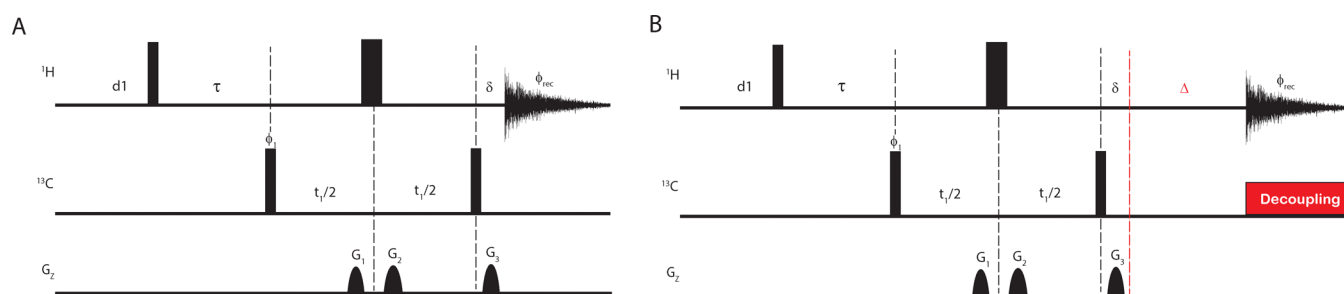 A
¹H
d1
τ
δ
ϕrec
ϕ1
¹³C
t1/2
t1/2
G1
G2
G3
GZ
B
¹H
d1
τ
δ
Δ
ϕrec
ϕ1
¹³C
t1/2
t1/2
Decoupling
G1
G2
G3
GZ